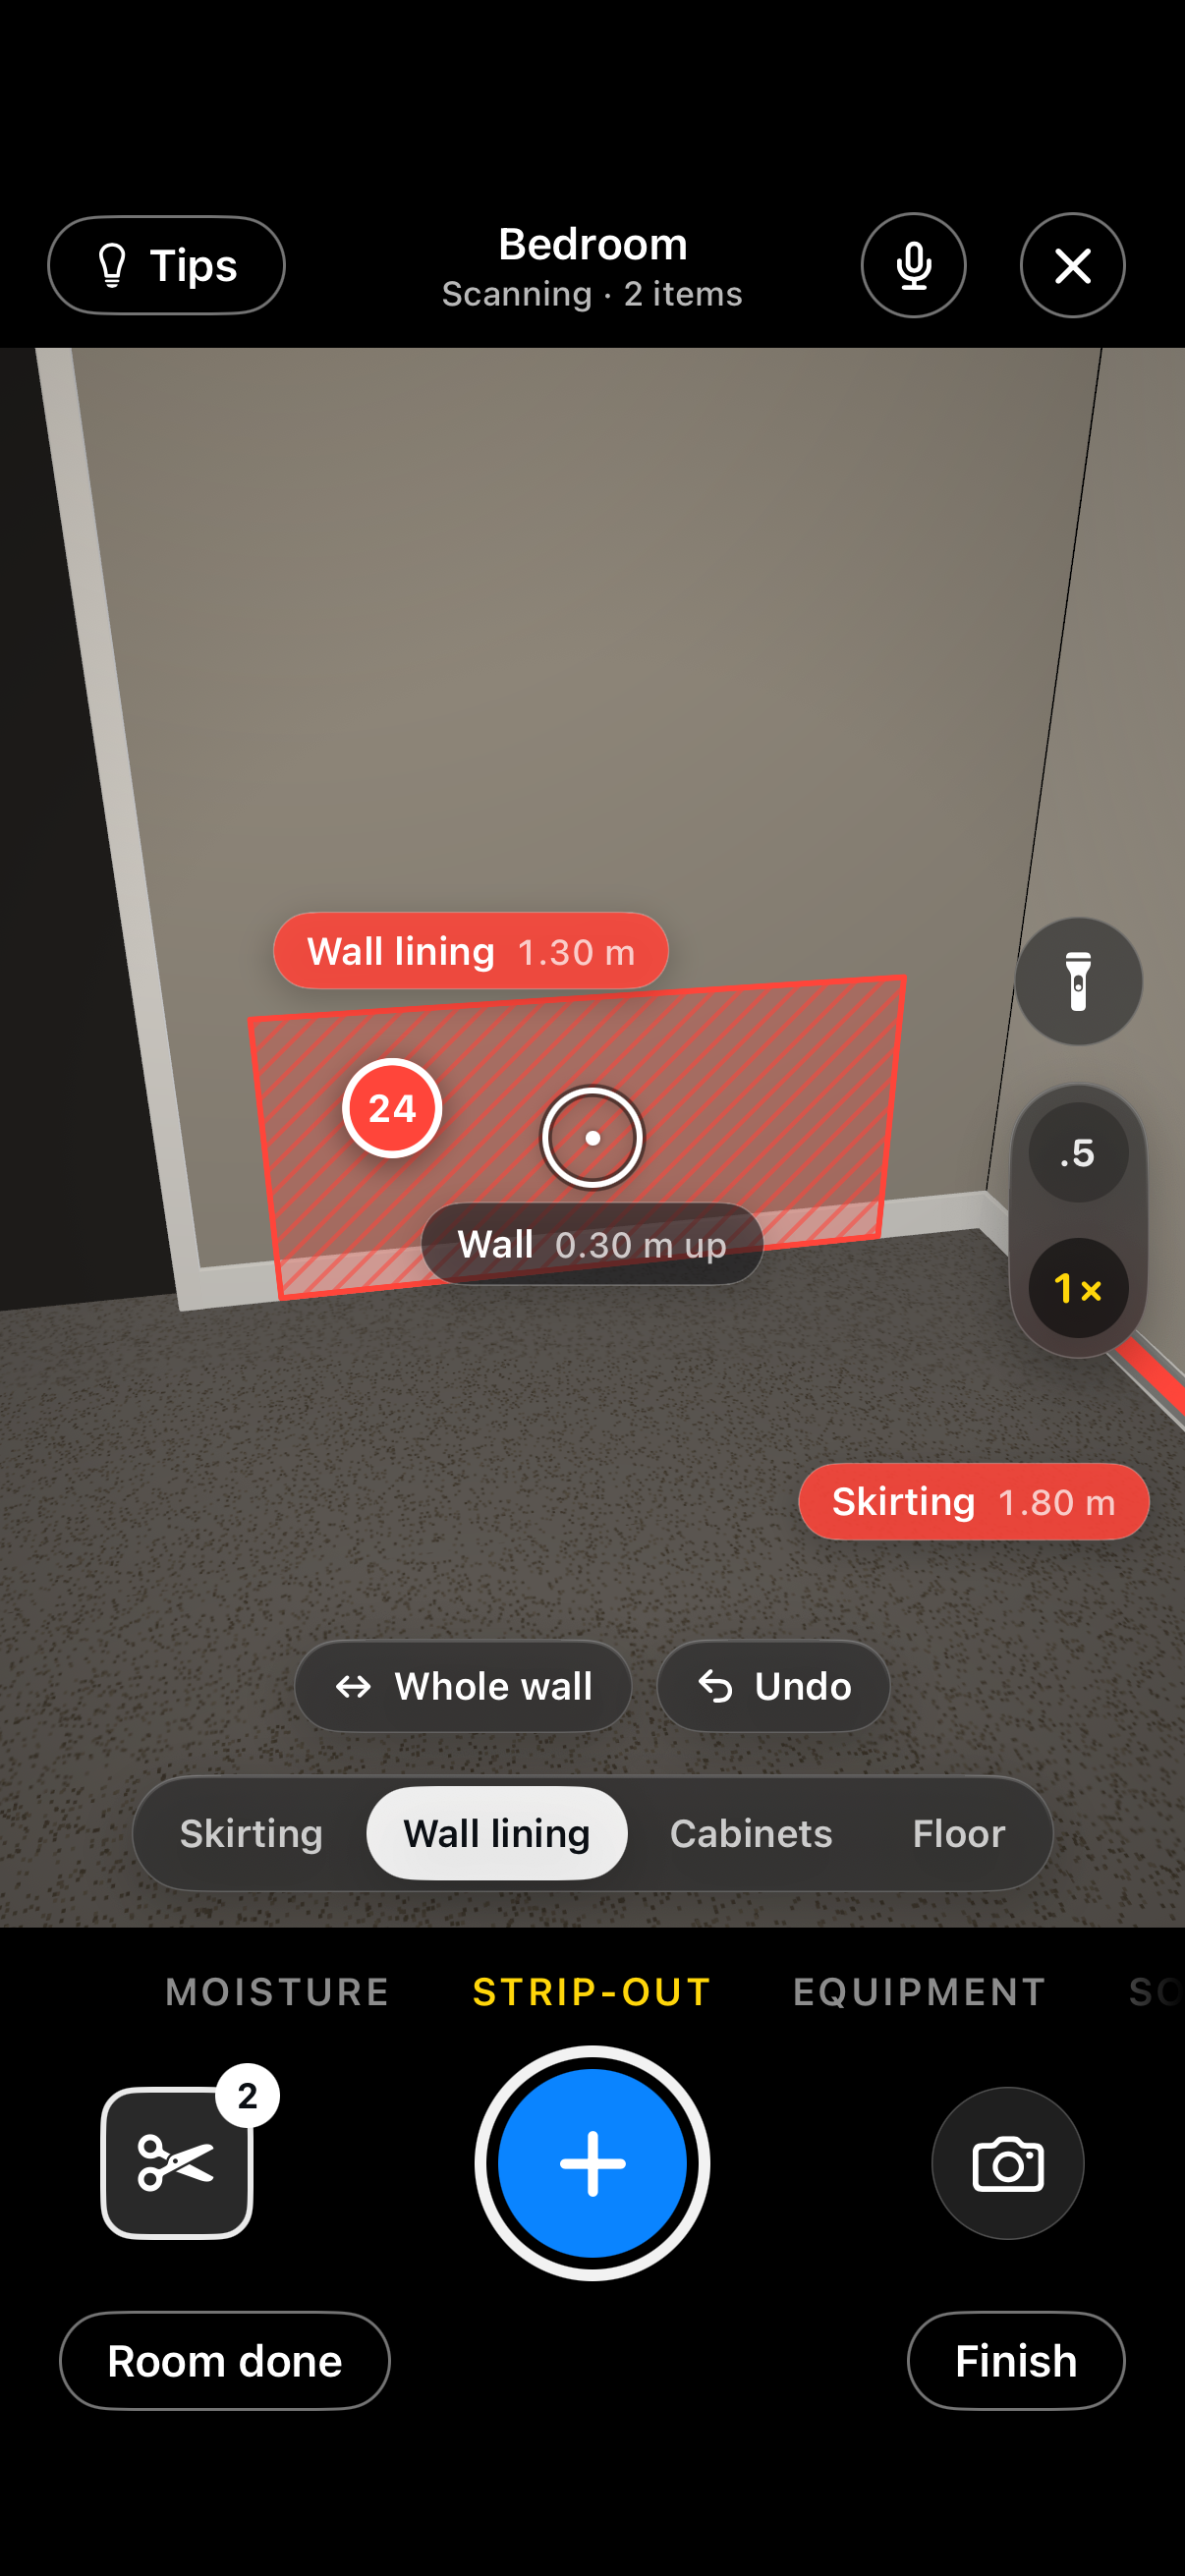 Tips
Bedroom
Scanning · 2 items
Wall lining 1.30 m
24
Wall 0.30 m up
.5
1×
Skirting 1.80 m
Whole wall
Undo
Skirting
Wall lining
Cabinets
Floor
MOISTURE
STRIP-OUT
EQUIPMENT
2
Room done
Finish